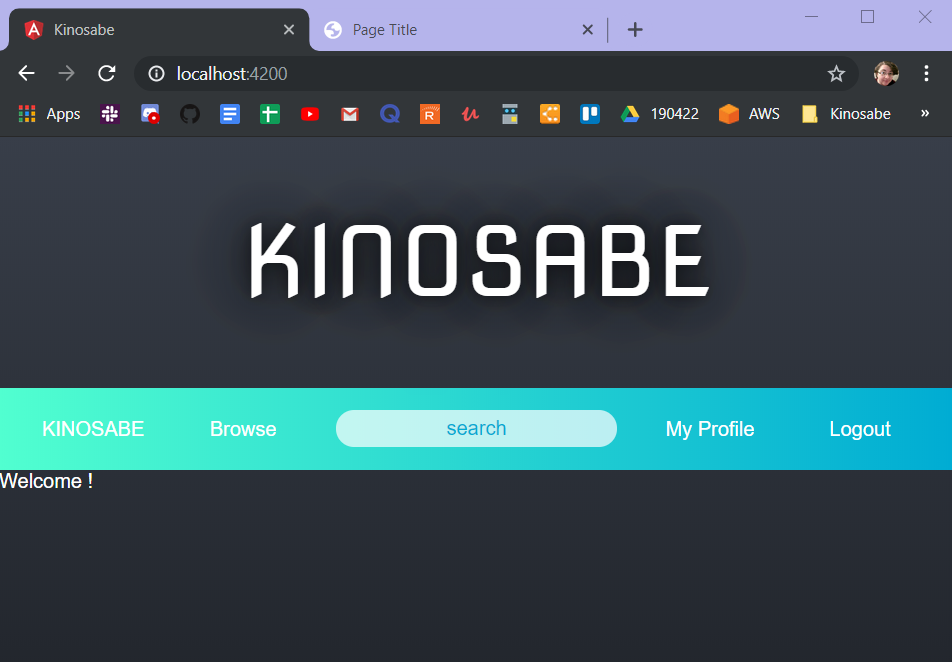 Kinosabe
Page Title
localhost:4200
Apps
190422
AWS
Kinosabe
»
KINOSABE
KINOSABE
Browse
search
My Profile
Logout
Welcome !